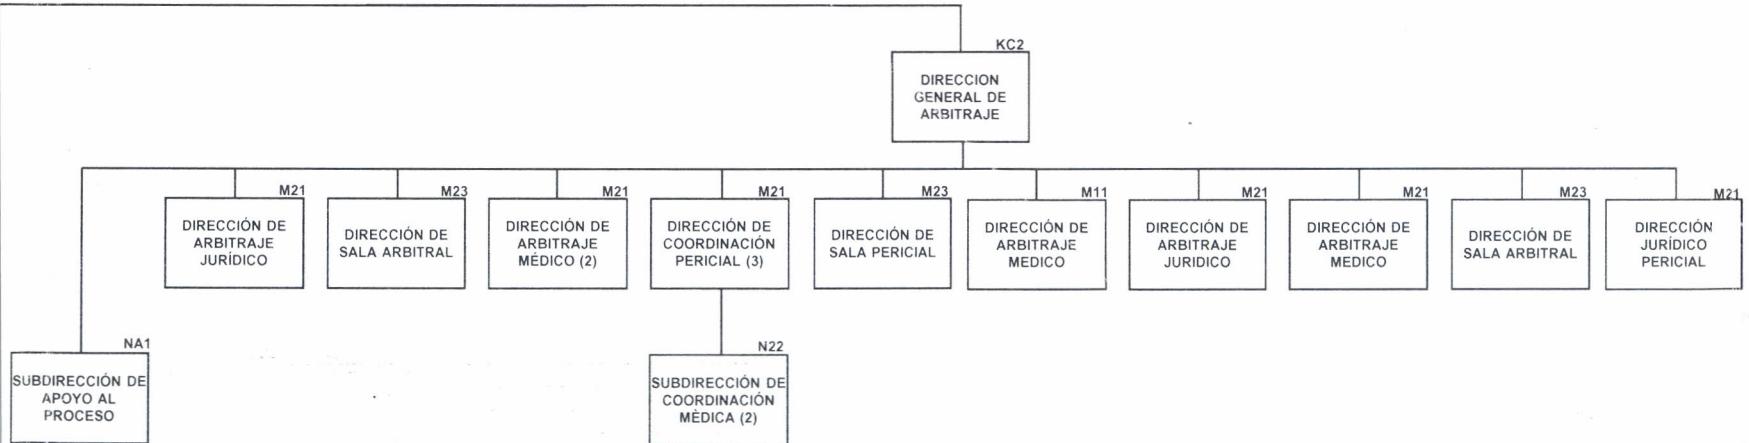 KC2
DIRECCION
GENERAL DE
ARBITRAJE
M21
DIRECCIÓN DE
ARBITRAJE
JURÍDICO
M23
DIRECCIÓN DE
SALA ARBITRAL
M21
DIRECCIÓN DE
ARBITRAJE
MÉDICO (2)
M21
DIRECCIÓN DE
COORDINACIÓN
PERICIAL (3)
M23
DIRECCIÓN DE
SALA PERICIAL
M11
DIRECCIÓN DE
ARBITRAJE
MEDICO
M21
DIRECCIÓN DE
ARBITRAJE
JURIDICO
M21
DIRECCIÓN DE
ARBITRAJE
MEDICO
M23
DIRECCIÓN DE
SALA ARBITRAL
M21
DIRECCIÓN
JURÍDICO
PERICIAL
NA1
SUBDIRECCIÓN DE
APOYO AL
PROCESO
N22
SUBDIRECCIÓN DE
COORDINACIÓN
MÈDICA (2)